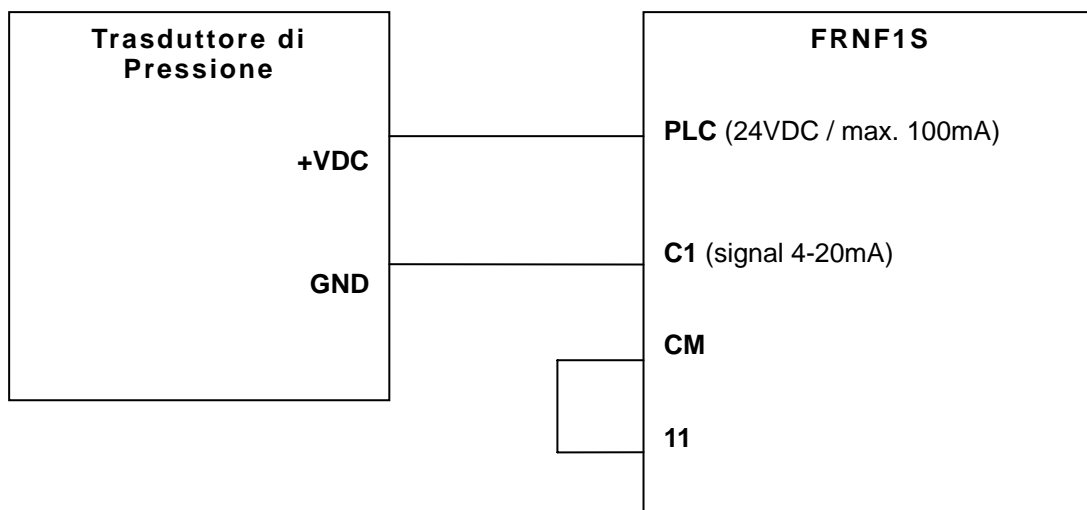 Trasduttore di
Pressione
+VDC
GND
FRNF1S
PLC (24VDC / max. 100mA)
C1 (signal 4-20mA)
CM
11